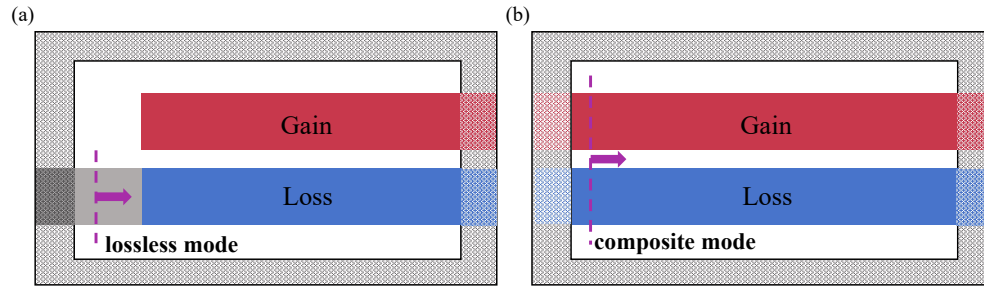 (a)
Gain
Loss
lossless mode
(b)
Gain
Loss
composite mode